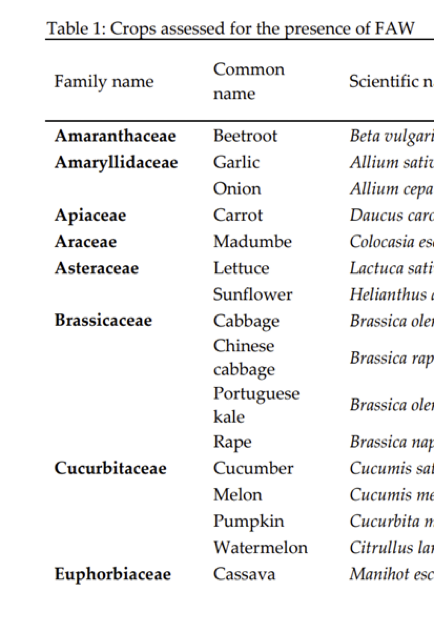 Table 1: Crops assessed for the presence of FAW
Family name Common name Scientific n
Amaranthaceae Beetroot Beta vulgari
Amaryllidaceae Garlic Allium sativ
Onion Allium cepa
Apiaceae Carrot Daucus caro
Araceae Madumbe Colocasia es
Asteraceae Lettuce Lactuca sati
Sunflower Helianthus
Brassicaceae Cabbage Brassica oler
Chinese cabbage Brassica rap
Portuguese kale Brassica oler
Rape Brassica nap
Cucurbitaceae Cucumber Cucumis sat
Melon Cucumis me
Pumpkin Cucurbita m
Watermelon Citrullus lan
Euphorbiaceae Cassava Manihot esc